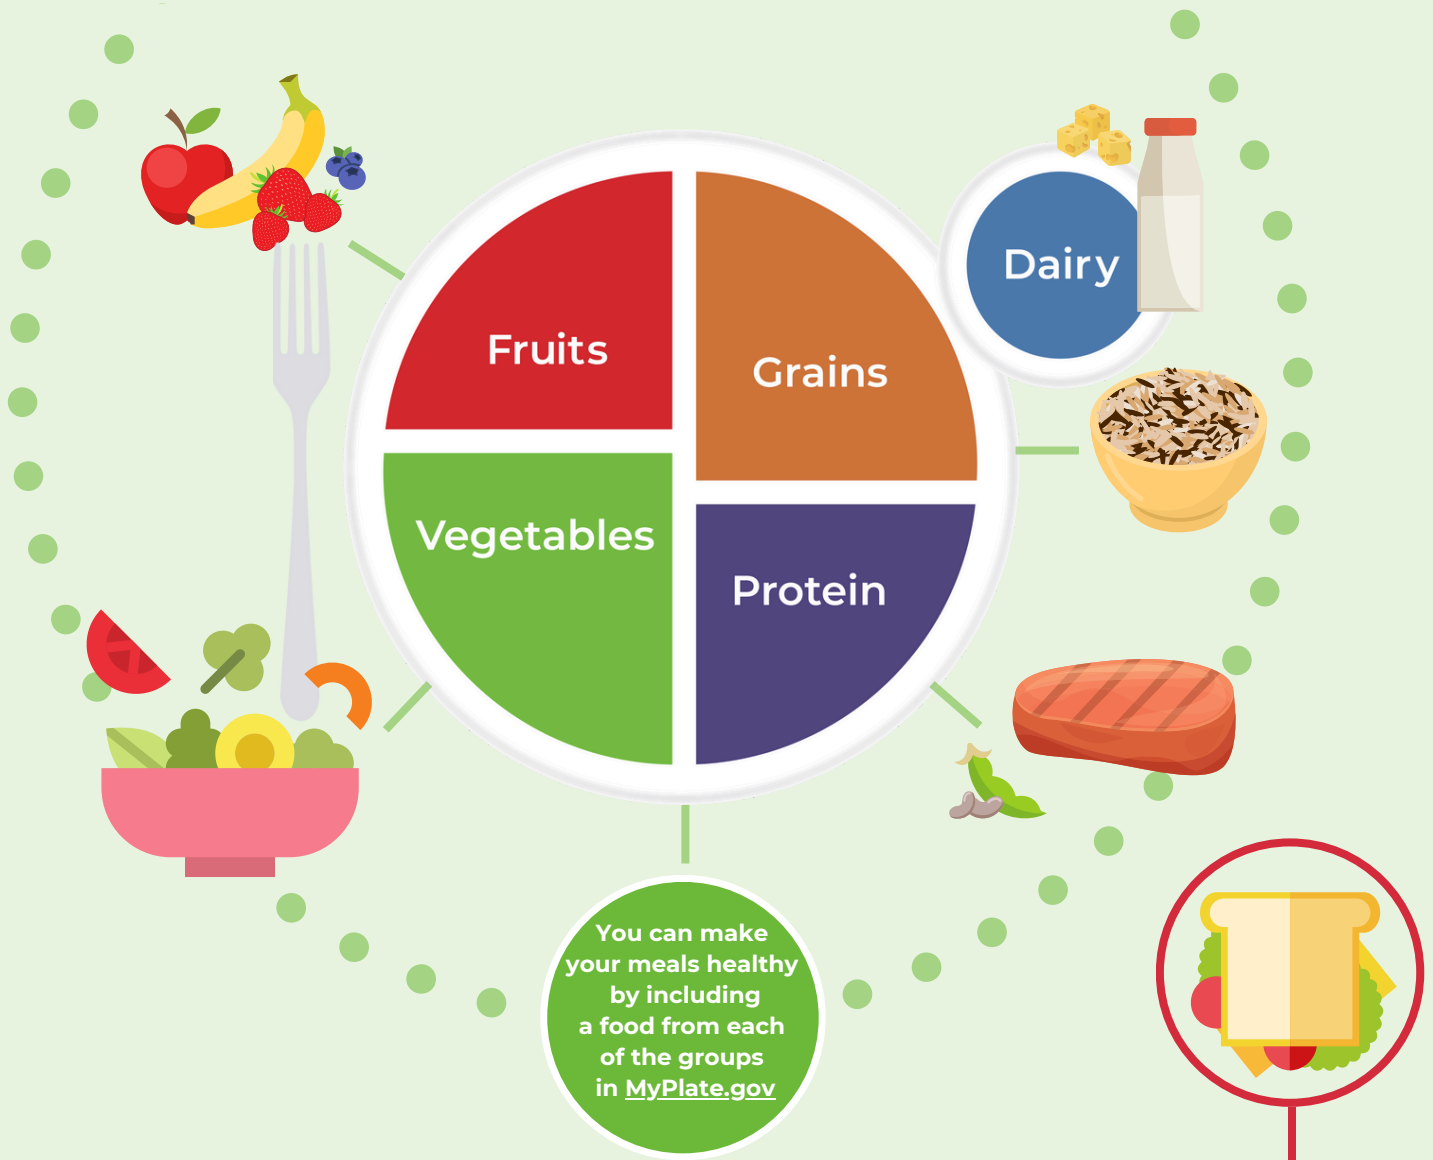 Fruits
Grains
Dairy
Vegetables
Protein
You can make
your meals healthy
by including
a food from each
of the groups
in MyPlate.gov